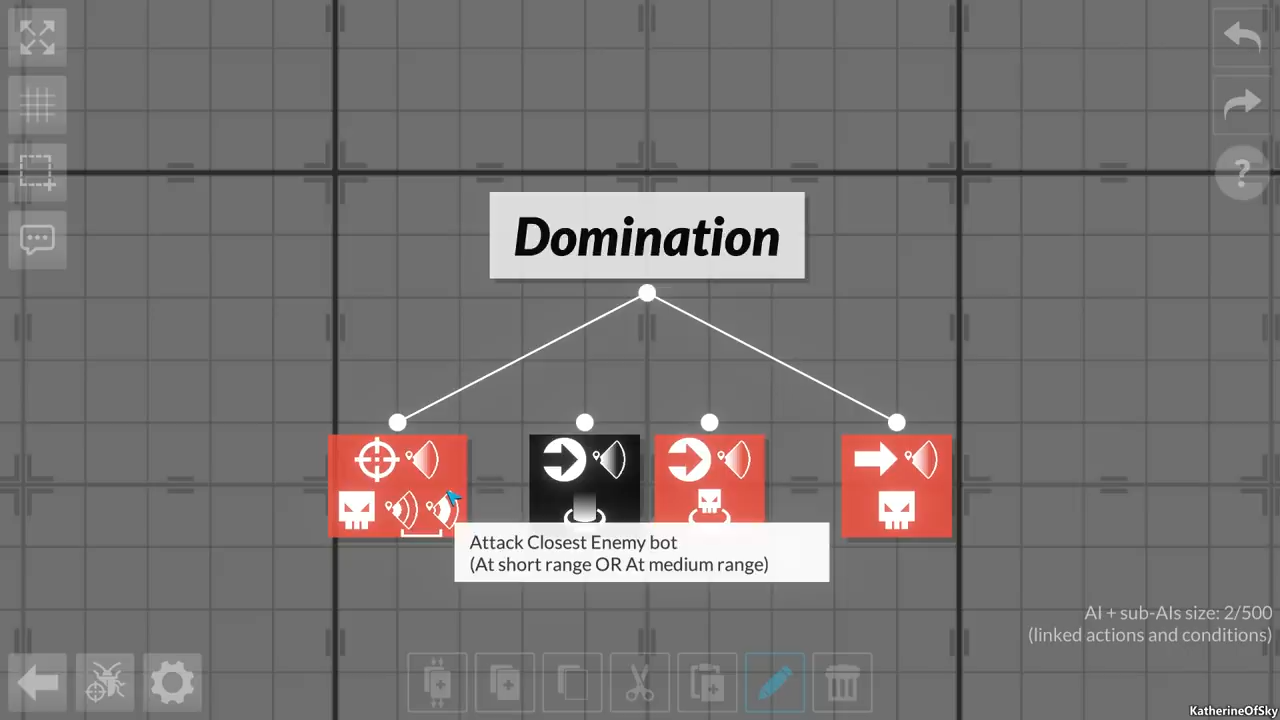 ?
Domination
Attack Closest Enemy bot
(At short range OR At medium range)
AI + sub-AIs size: 2/500
(linked actions and conditions)
KatherineOfSky